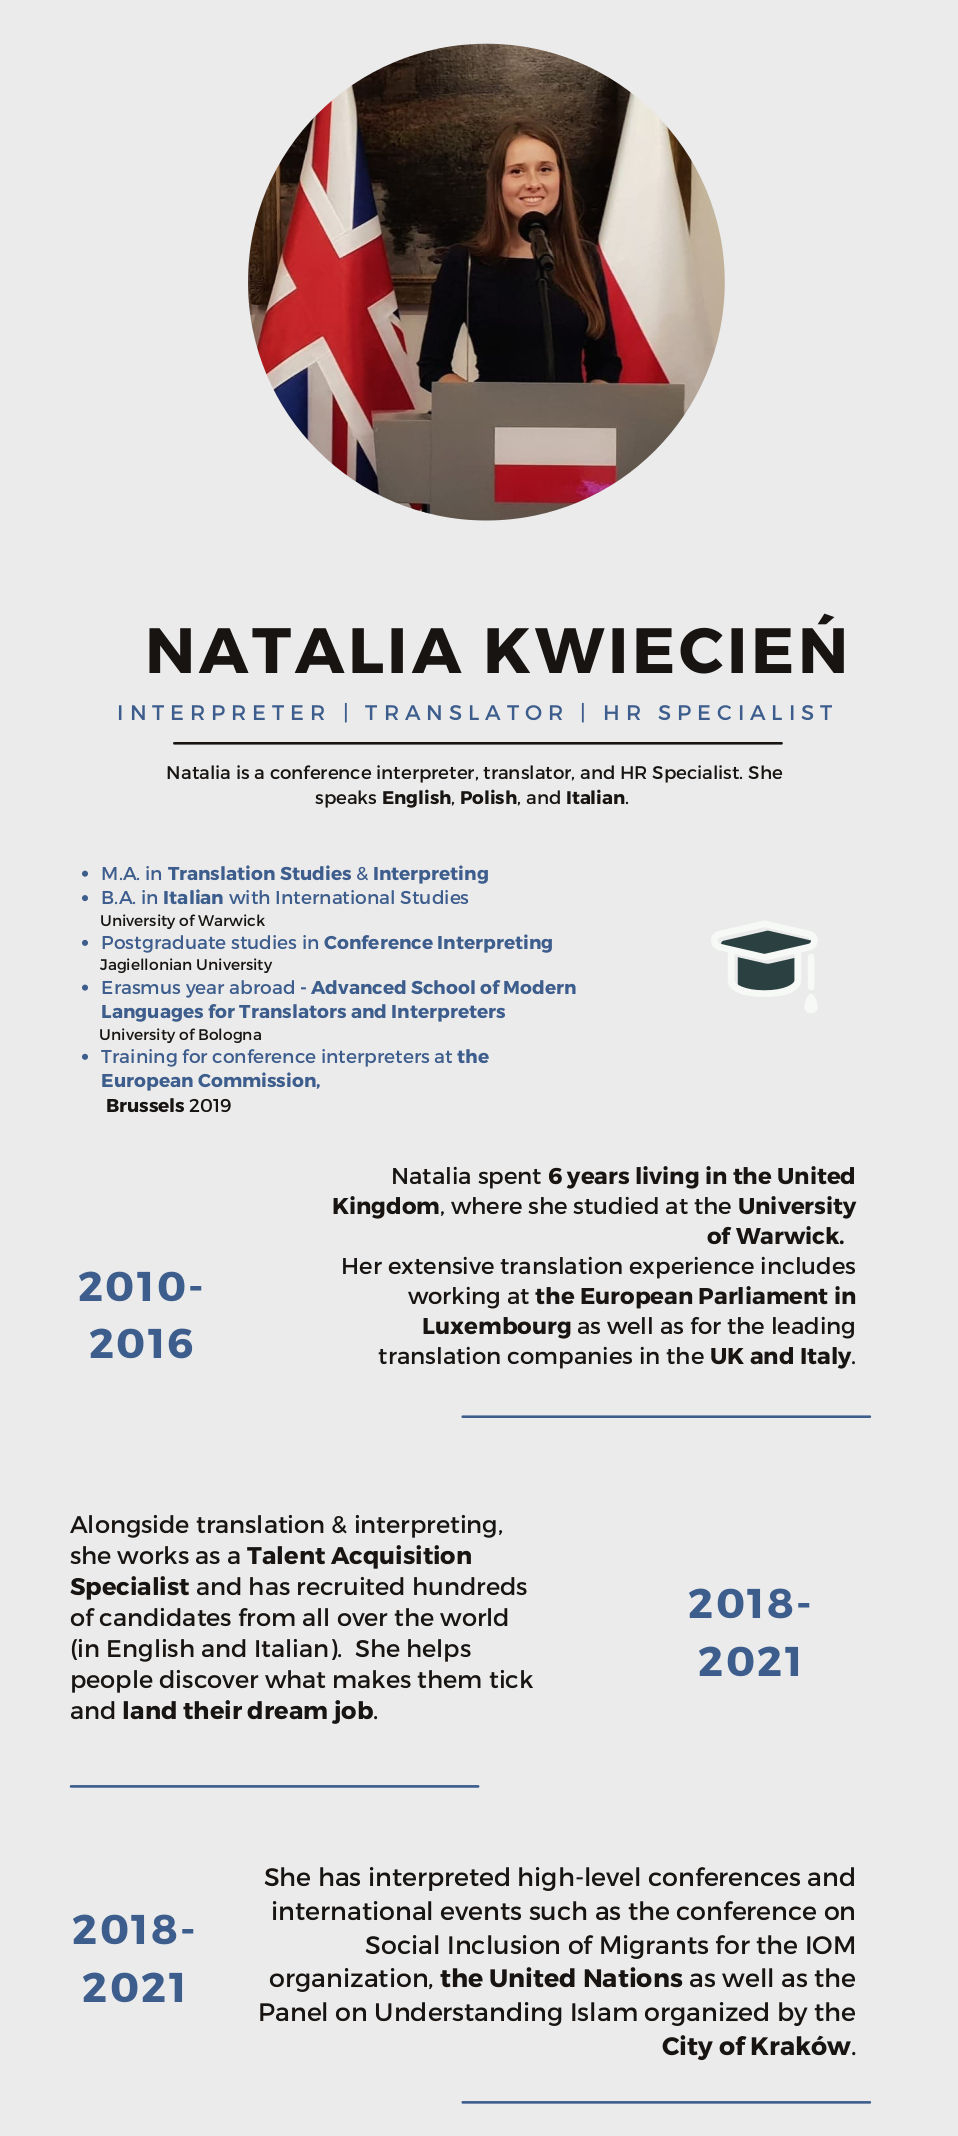 NATALIA KWIECIEŃ
INTERPRETER | TRANSLATOR | HR SPECIALIST
Natalia is a conference interpreter, translator, and HR Specialist. She
speaks English, Polish, and Italian.
• M.A. in Translation Studies & Interpreting
• B.A. in Italian with International Studies
University of Warwick
• Postgraduate studies in Conference Interpreting
Jagiellonian University
• Erasmus year abroad - Advanced School of Modern
Languages for Translators and Interpreters
University of Bologna
• Training for conference interpreters at the
European Commission,
Brussels 2019
2010-
2016
Natalia spent 6 years living in the United
Kingdom, where she studied at the University
of Warwick.
Her extensive translation experience includes
working at the European Parliament in
Luxembourg as well as for the leading
translation companies in the UK and Italy.
Alongside translation & interpreting,
she works as a Talent Acquisition
Specialist and has recruited hundreds
of candidates from all over the world
(in English and Italian). She helps
people discover what makes them tick
and land their dream job.
2018-
2021
2018-
2021
She has interpreted high-level conferences and
international events such as the conference on
Social Inclusion of Migrants for the IOM
organization, the United Nations as well as the
Panel on Understanding Islam organized by the
City of Kraków.